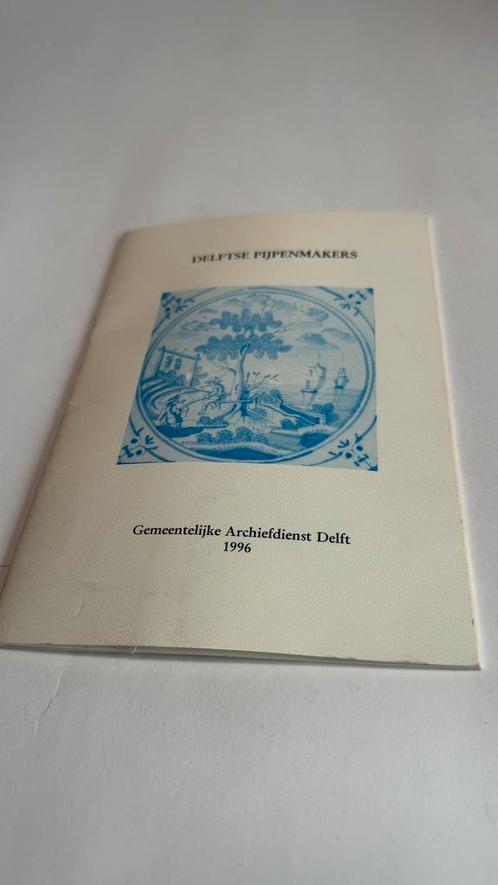 DELFTSE PIJPENMAKERS
Gemeentelijke Archiefdienst Delft
1996